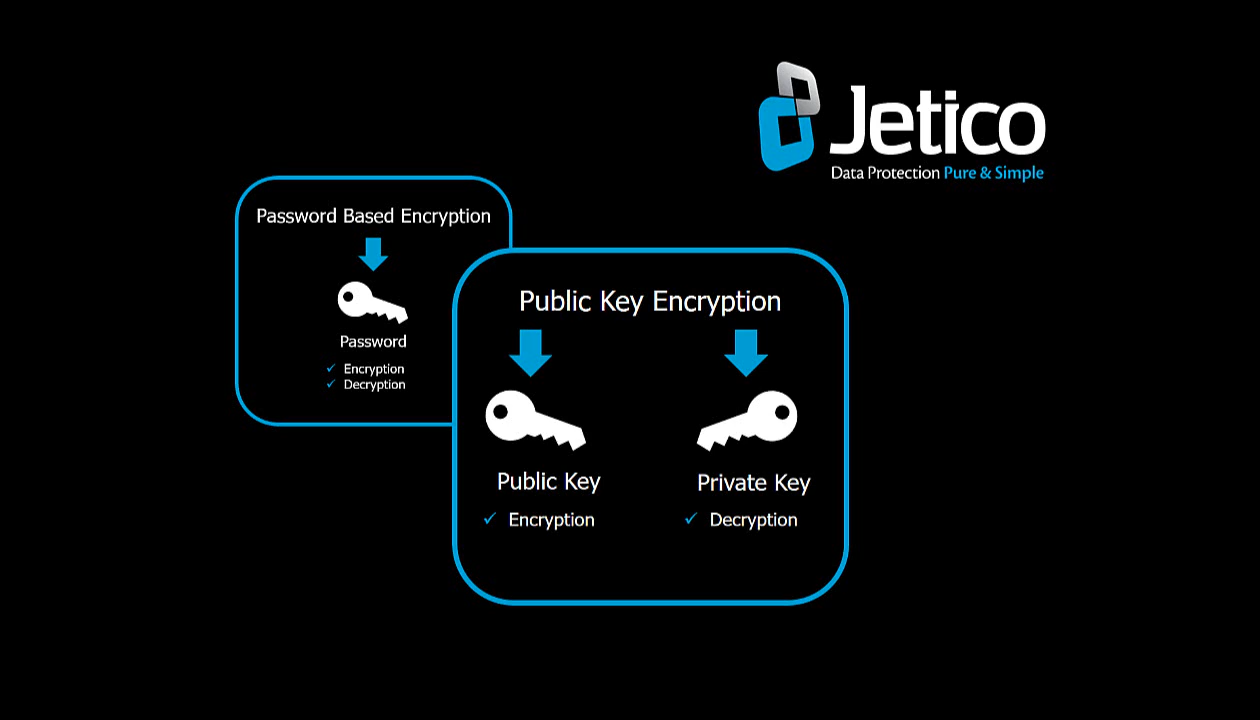 Jetico
Data Protection Pure & Simple
Password Based Encryption
Password
✓ Encryption
✓ Decryption
Public Key Encryption
Public Key
✓ Encryption
Private Key
✓ Decryption